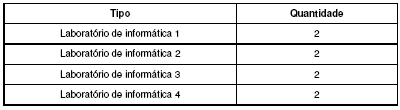 Tipo Quantidade
Laboratório de informática 1 2
Laboratório de informática 2 2
Laboratório de informática 3 2
Laboratório de informática 4 2